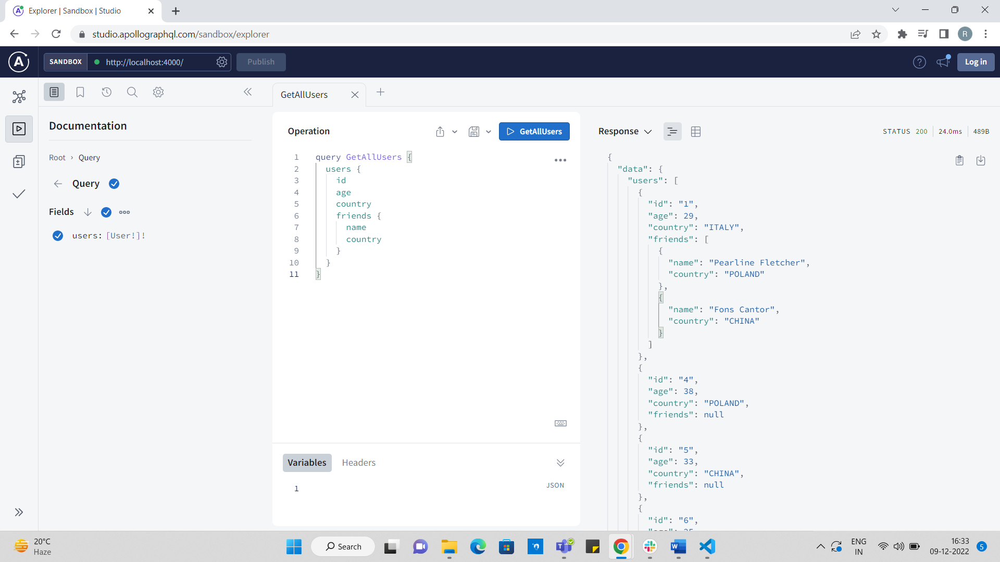 Explorer | Sandbox | Studio
studio.apollographql.com/sandbox/explorer
R
SANDBOX http://localhost:4000/ Publish
Log in
Documentation
Root › Query
Query
Fields
users: [User!]!
GetAllUsers
Operation
GetAllUsers
1 query GetAllUsers {
2 users {
3 id
4 age
5 country
6 friends {
7 name
8 country
9 }
10 }
11 }
Variables Headers
1
JSON
Response
STATUS 200 24.0ms 489B
{
"data": {
"users": [
{
"id": "1",
"age": 29,
"country": "ITALY",
"friends": [
{
"name": "Pearline Fletcher",
"country": "POLAND"
},
{
"name": "Fons Cantor",
"country": "CHINA"
}
]
},
{
"id": "4",
"age": 38,
"country": "POLAND",
"friends": null
},
{
"id": "5",
"age": 33,
"country": "CHINA",
"friends": null
},
{
"id": "6",
20°C
Haze
Search
ENG
IN
16:33
09-12-2022
5